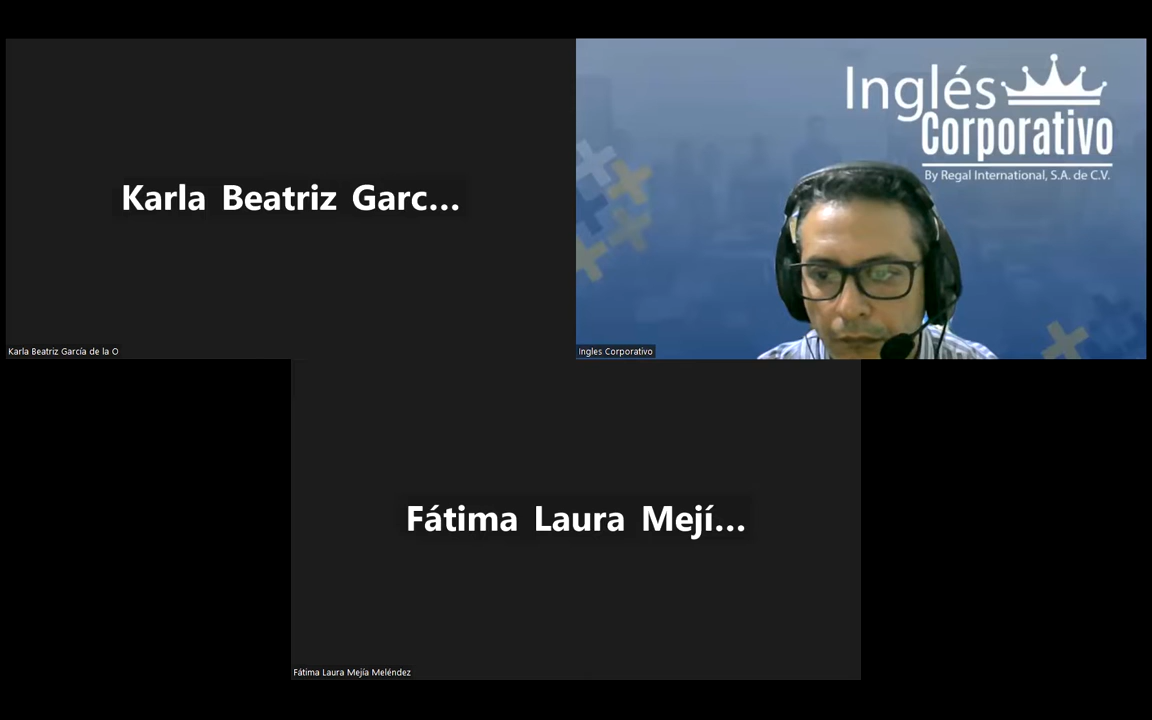 Karla Beatriz Garc...
Karla Beatriz García de la O
Inglés
Corporativo
By Regal International, S.A. de C.V.
Ingles Corporativo
Fátima Laura Mejí...
Fátima Laura Mejía Meléndez